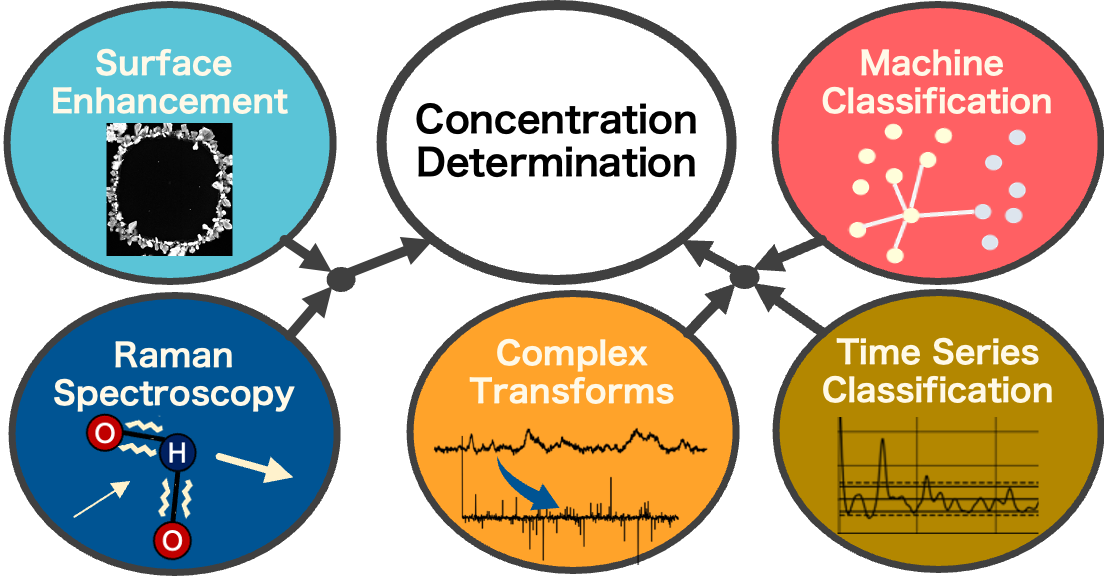 Surface
Enhancement
Concentration
Determination
Machine
Classification
Raman
Spectroscopy
O
H
O
Complex
Transforms
Time Series
Classification